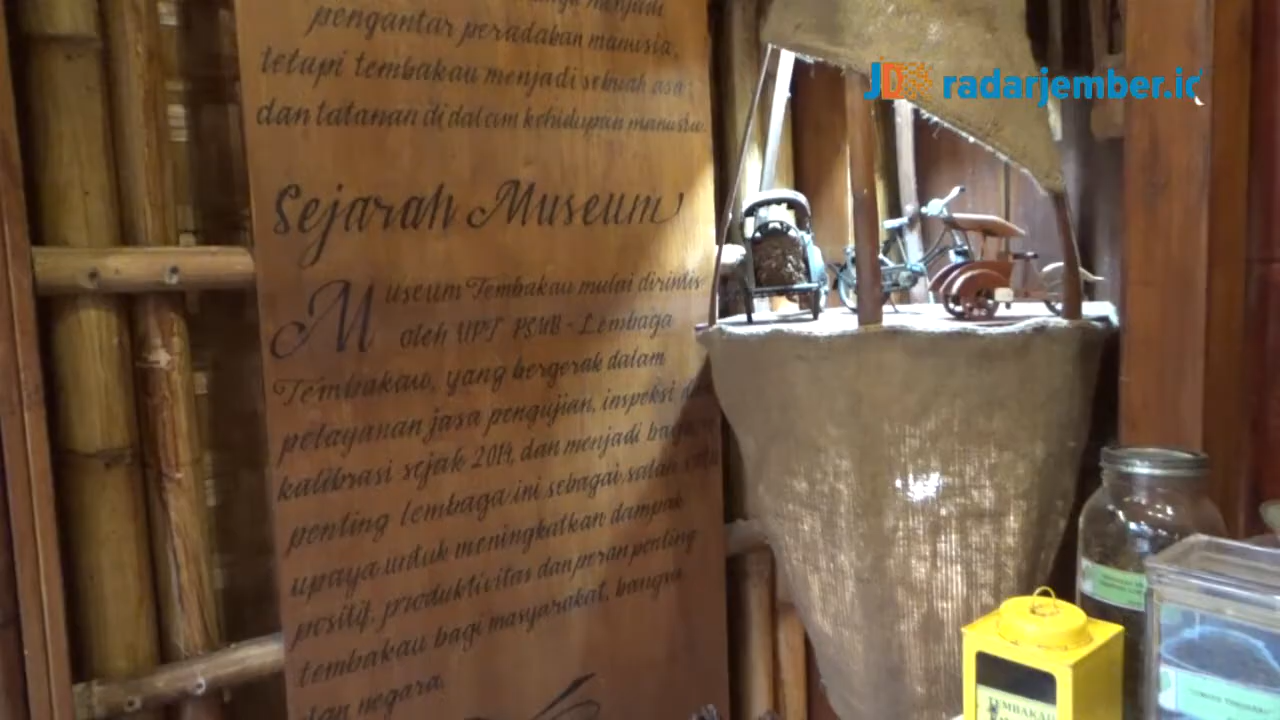 menjadi
pengantar peradaban manusia,
tetapi tembakau menjadi sebuah asa
dan tatanan di dalam kehidupan manusia.
Sejarah Museum
Museum Tembakau mulai dirintis
oleh UPT PSMB - Lembaga
Tembakau, yang bergerak dalam
pelayanan jasa pengujian, inspeksi
kalibrasi sejak 2014, dan menjadi
penting lembaga ini sebagai salah
upaya untuk meningkatkan dampak
positif, produktivitas dan peran penting
tembakau bagi masyarakat, bangsa
dan negara.
JD radarjember.id
TEMBAKAU